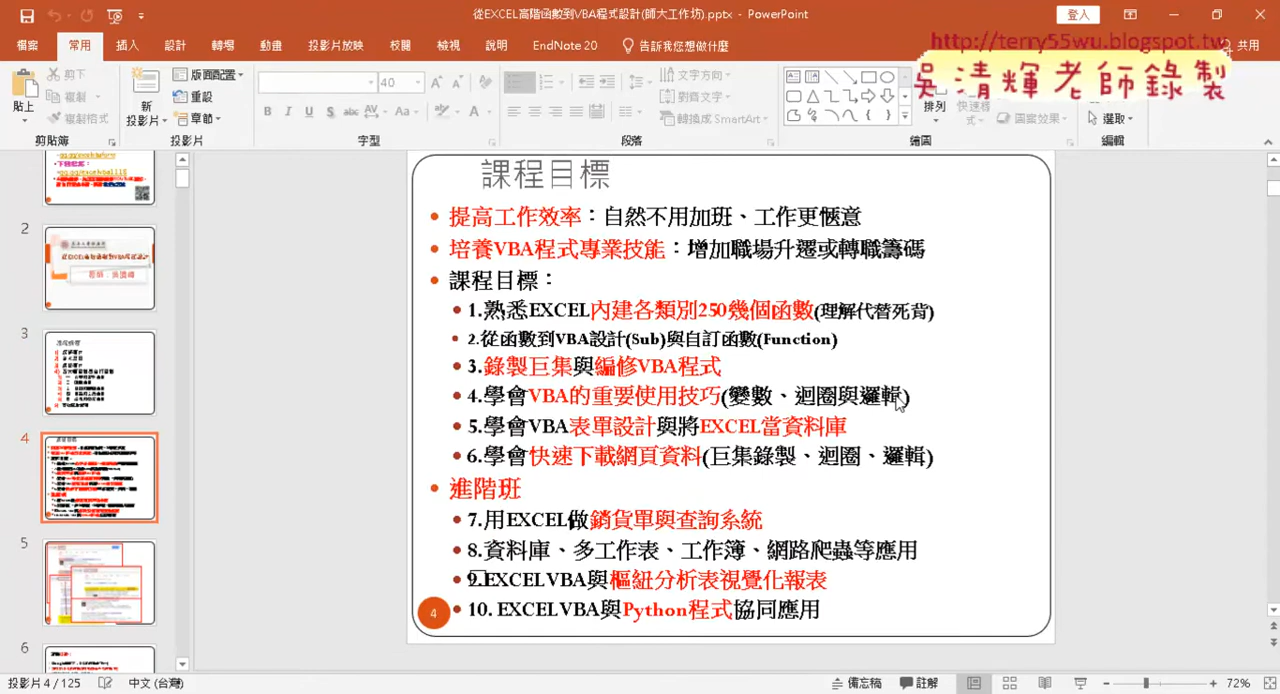 從EXCEL高階函數到VBA程式設計(師大工作坊).pptx - PowerPoint
登入
檔案 常用 插入 設計 轉場 動畫 投影片放映 校閱 檢視 說明 EndNote 20 告訴我您想做什麼 共用
http://terry55wu.blogspot.tw
吳清輝老師錄製
貼上
剪下
複製
複製格式
新投影片
版面配置
重設
章節
40
文字方向
對齊文字
轉換成 SmartArt
排列
快速樣式
圖案效果
選取
剪貼簿 投影片 字型 段落 繪圖 編輯
2
3
4
5
6
課程目標
提高工作效率：自然不用加班、工作更愜意
培養VBA程式專業技能：增加職場升遷或轉職籌碼
課程目標：
1.熟悉EXCEL內建各類別250幾個函數(理解代替死背)
2.從函數到VBA設計(Sub)與自訂函數(Function)
3.錄製巨集與編修VBA程式
4.學會VBA的重要使用技巧(變數、迴圈與邏輯)
5.學會VBA表單設計與將EXCEL當資料庫
6.學會快速下載網頁資料(巨集錄製、迴圈、邏輯)
進階班
7.用EXCEL做銷貨單與查詢系統
8.資料庫、多工作表、工作簿、網路爬蟲等應用
9.EXCELVBA與樞紐分析表視覺化報表
10. EXCELVBA與Python程式協同應用
4
投影片 4 / 125 中文 (台灣) 備忘稿 註解 72%